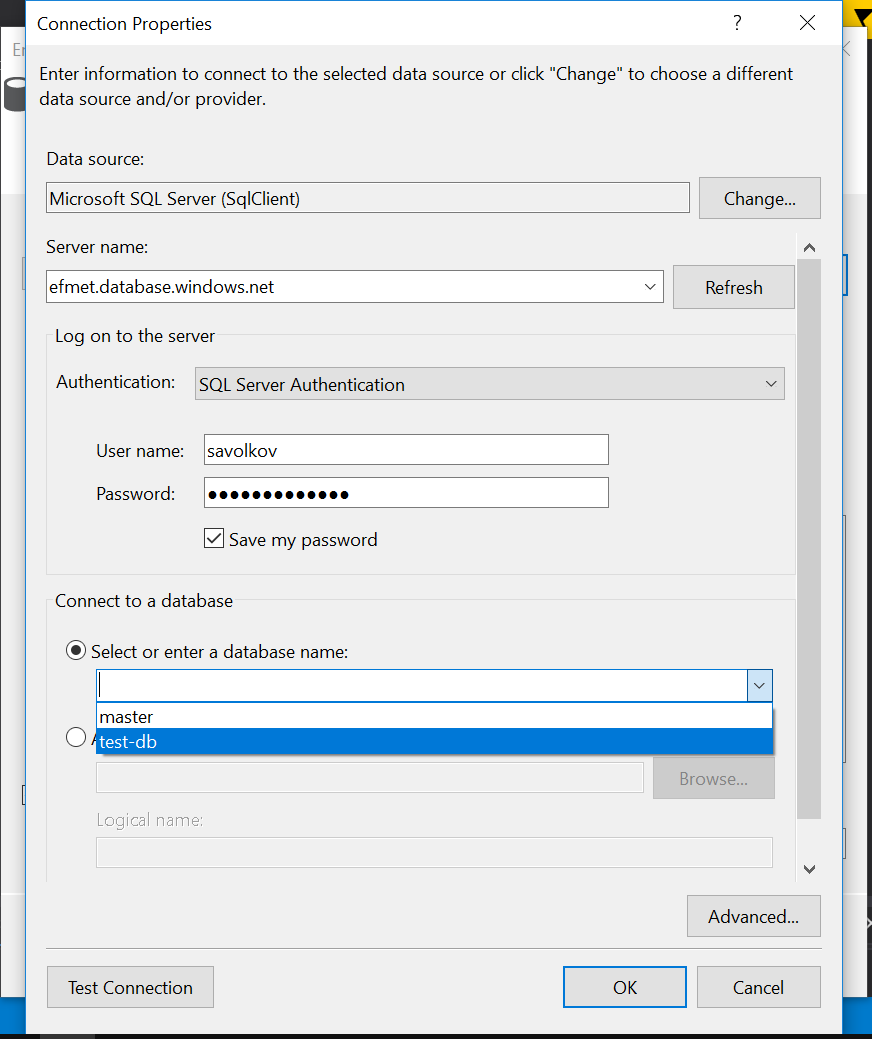 Connection Properties
?
Enter information to connect to the selected data source or click "Change" to choose a different
data source and/or provider.
Data source:
Microsoft SQL Server (SqlClient)
Change...
Server name:
efmet.database.windows.net
Refresh
Log on to the server
Authentication:
SQL Server Authentication
User name:
savolkov
Password:
●●●●●●●●●●●●●
Save my password
Connect to a database
Select or enter a database name:
master
test-db
Browse...
Logical name:
Advanced...
Test Connection
OK
Cancel